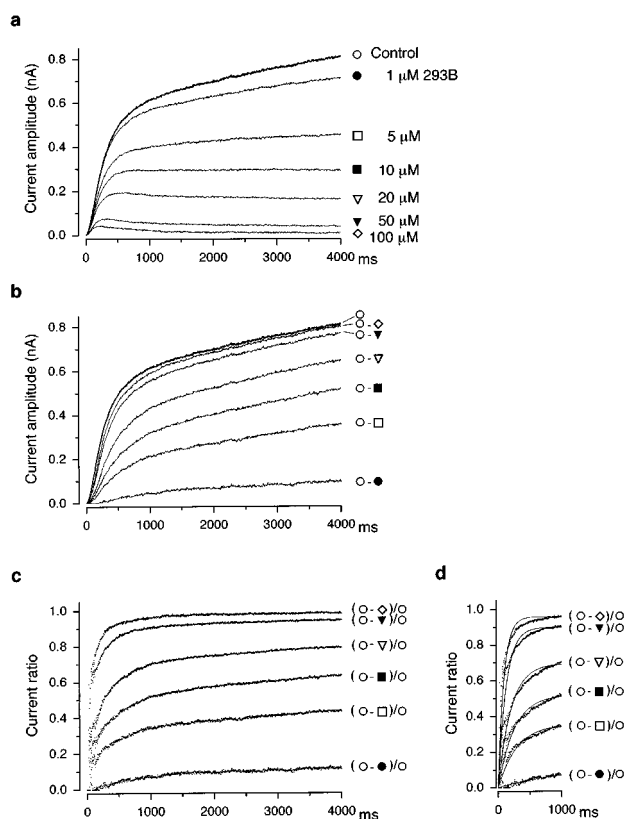 a
Current amplitude (nA)
0.8
0.6
0.4
0.2
0.0
0
1000
2000
3000
4000 ms
○ Control
● 1 μM 293B
□ 5 μM
■ 10 μM
▽ 20 μM
▼ 50 μM
◇ 100 μM
b
Current amplitude (nA)
0.8
0.6
0.4
0.2
0.0
0
1000
2000
3000
4000 ms
○
○ - ◇
○ - ▼
○ - ▽
○ - ■
○ - □
○ - ●
c
Current ratio
1.0
0.8
0.6
0.4
0.2
0.0
0
1000
2000
3000
4000 ms
(○ - ◇)/○
(○ - ▼)/○
(○ - ▽)/○
(○ - ■)/○
(○ - □)/○
(○ - ●)/○
d
Current ratio
1.0
0.8
0.6
0.4
0.2
0.0
0
1000
ms
(○ - ◇)/○
(○ - ▼)/○
(○ - ▽)/○
(○ - ■)/○
(○ - □)/○
(○ - ●)/○